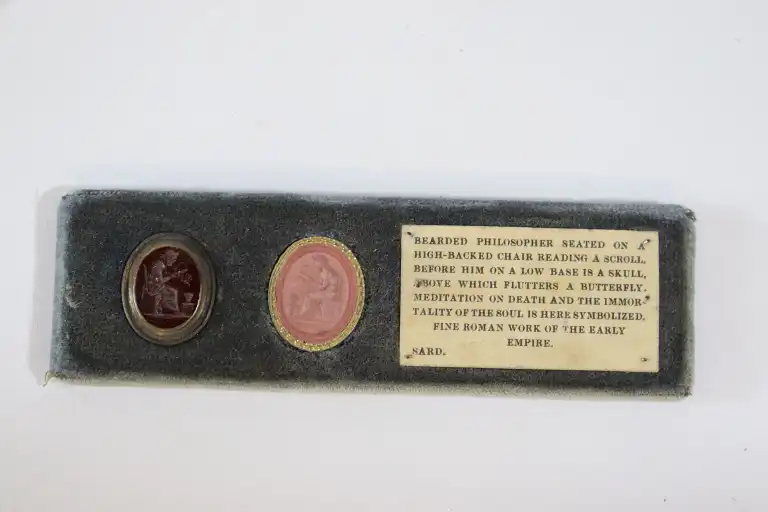 BEARDED PHILOSOPHER SEATED ON A
HIGH-BACKED CHAIR READING A SCROLL.
BEFORE HIM ON A LOW BASE IS A SKULL,
ABOVE WHICH FLUTTERS A BUTTERFLY.
MEDITATION ON DEATH AND THE IMMOR-
TALITY OF THE SOUL IS HERE SYMBOLIZED.
FINE ROMAN WORK OF THE EARLY
EMPIRE.
SARD.